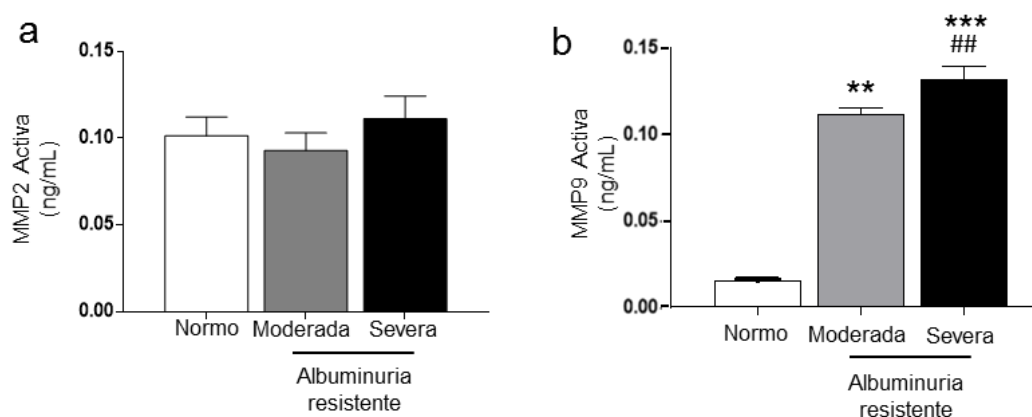 a
MMP2 Activa
(ng/mL)
0.15
0.10
0.05
0.00
Normo Moderada Severa
Albuminuria
resistente
b
MMP9 Activa
(ng/mL)
0.15
0.10
0.05
0.00
**
***
##
Normo Moderada Severa
Albuminuria
resistente